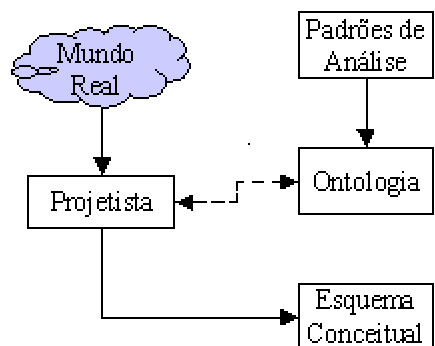 Mundo
Real
Padrões de
Análise
Projetista
Ontologia
Esquema
Conceitual